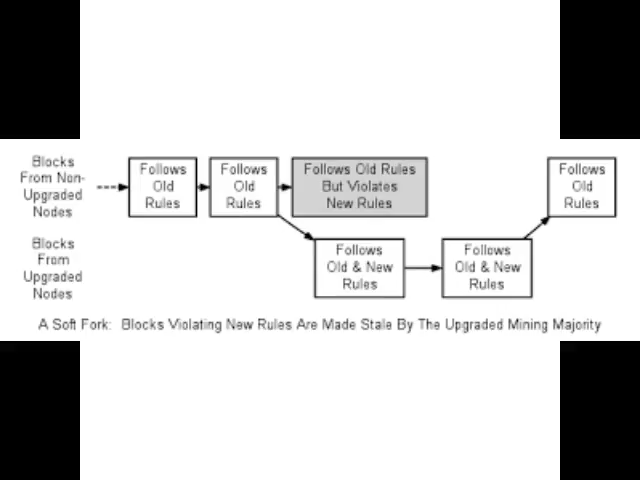 Blocks
From Non-
Upgraded
Nodes
Follows
Old
Rules
Follows
Old
Rules
Follows Old Rules
But Violates
New Rules
Follows
Old
Rules
Blocks
From
Upgraded
Nodes
Follows
Old & New
Rules
Follows
Old & New
Rules
A Soft Fork: Blocks Violating New Rules Are Made Stale By The Upgraded Mining Majority